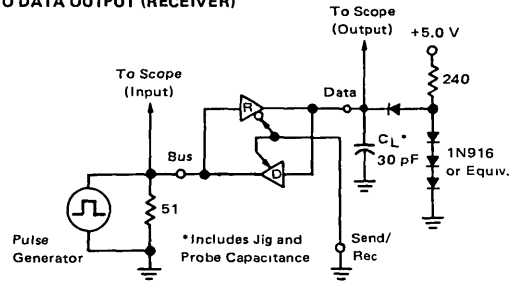 O DATA OUTPUT (RECEIVER)
To Scope
(Output)
+5.0 V
240
To Scope
(Input)
Data
R
CL*
30 pF
1N916
or Equiv.
Bus
D
51
Pulse
Generator
*Includes Jig and
Probe Capacitance
Send/
Rec